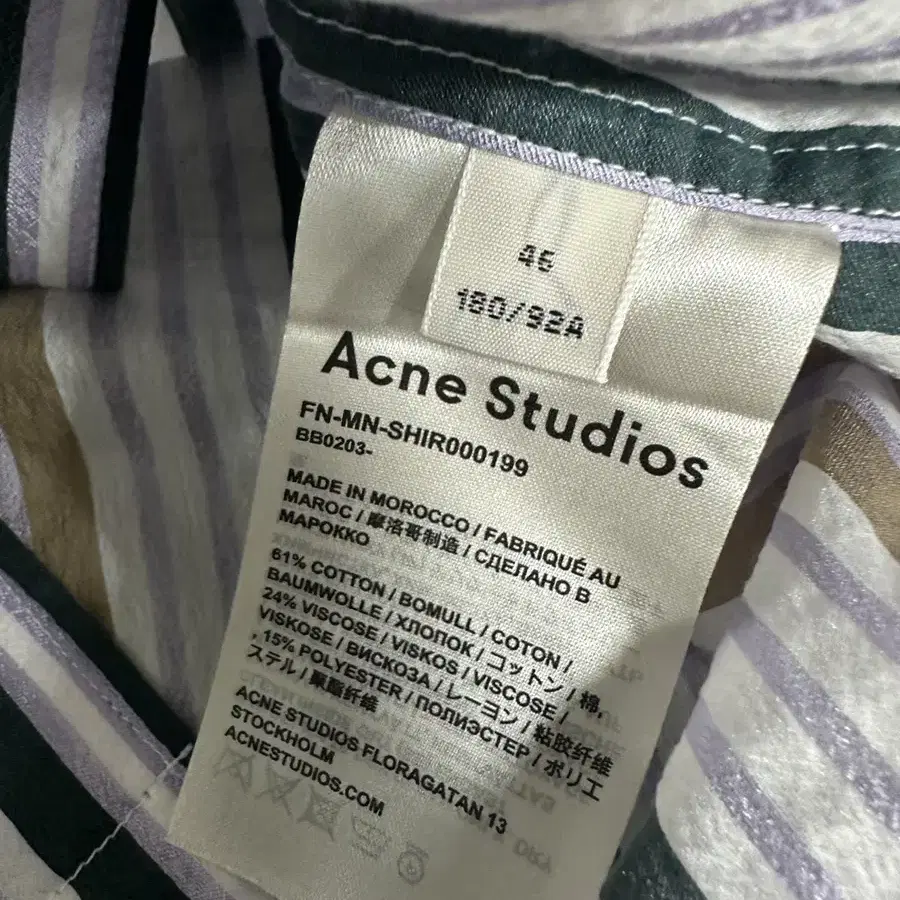 46
180/92A
Acne Studios
FN-MN-SHIR000199
BB0203-
MADE IN MOROCCO / FABRIQUÉ AU
MAROC / 摩洛哥制造 / СДЕЛАНО В
МАРОККО
61% COTTON / BOMULL / COTON /
BAUMWOLLE / ХЛОПОК / コットン / 棉,
24% VISCOSE / VISKOS / VISCOSE /
VISKOSE / ВИСКОЗА / レーヨン / 粘胶纤维
, 15% POLYESTER / ПОЛИЭСТЕР / ポリエ
ステル / 聚酯纤维
ACNE STUDIOS FLORAGATAN 13
STOCKHOLM
ACNESTUDIOS.COM